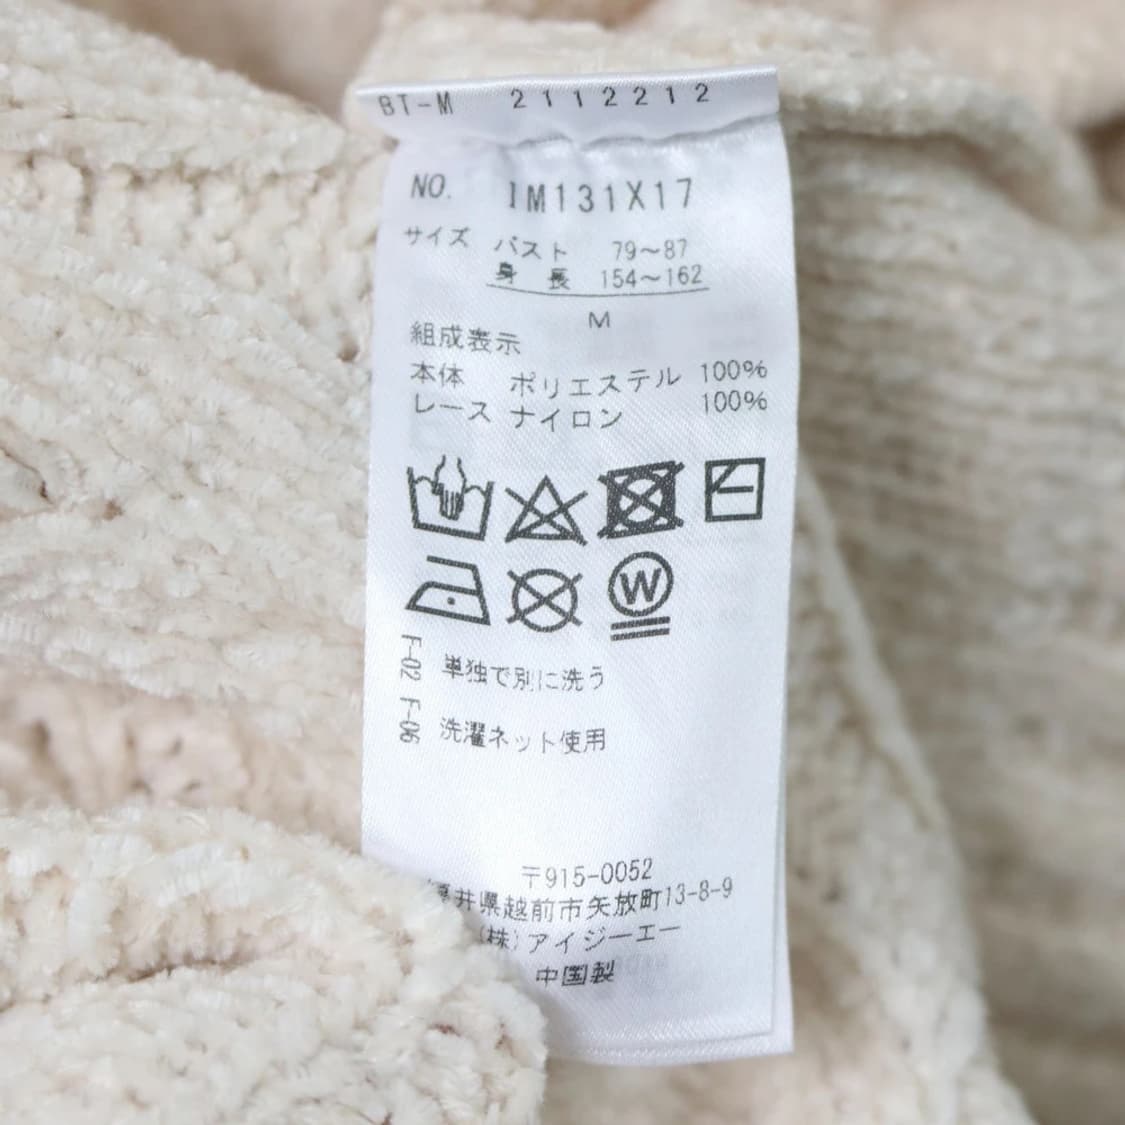 BT-M 2112212
NO. IM131X17
サイズ バスト 79～87
身 長 154～162
M
組成表示
本体 ポリエステル 100%
レース ナイロン 100%
W
F-02 単独で別に洗う
F-06 洗濯ネット使用
〒915-0052
井県越前市矢放町13-8-9
(株)アイジーエー
中国製